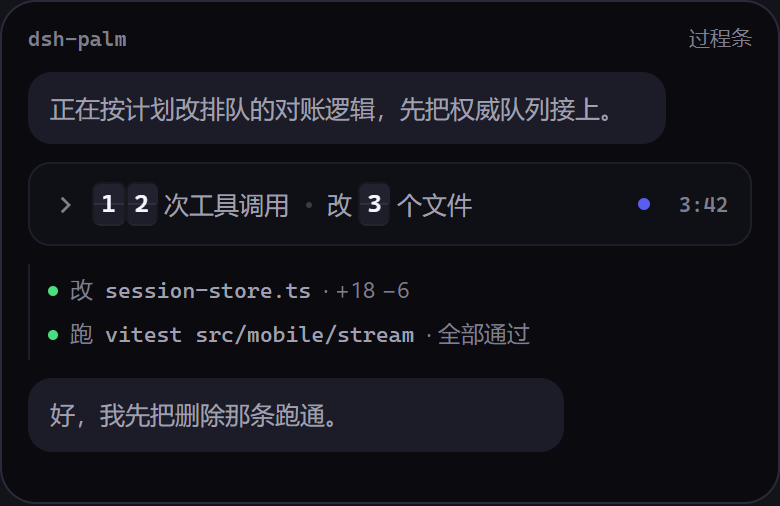 dsh-palm 过程条
正在按计划改排队的对账逻辑，先把权威队列接上。
12 次工具调用 · 改 3 个文件 3:42
改 session-store.ts · +18 −6
跑 vitest src/mobile/stream · 全部通过
好，我先把删除那条跑通。